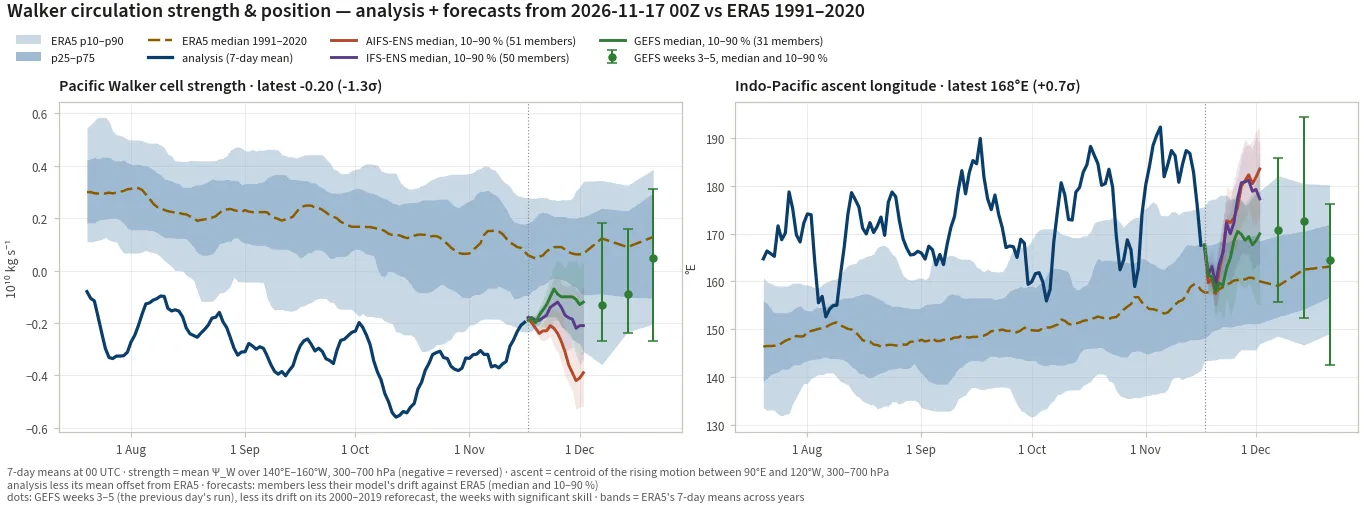 Walker circulation strength & position — analysis + forecasts from 2026-11-17 00Z vs ERA5 1991–2020
ERA5 p10–p90
ERA5 median 1991–2020
AIFS-ENS median, 10–90 % (51 members)
GEFS median, 10–90 % (31 members)
p25–p75
analysis (7-day mean)
IFS-ENS median, 10–90 % (50 members)
GEFS weeks 3–5, median and 10–90 %
Pacific Walker cell strength · latest -0.20 (-1.3σ)
0.6
0.4
0.2
0.0
−0.2
−0.4
−0.6
10¹⁰ kg s⁻¹
1 Aug
1 Sep
1 Oct
1 Nov
1 Dec
Indo-Pacific ascent longitude · latest 168°E (+0.7σ)
190
180
170
160
150
140
130
°E
1 Aug
1 Sep
1 Oct
1 Nov
1 Dec
7-day means at 00 UTC · strength = mean Ψ_W over 140°E–160°W, 300–700 hPa (negative = reversed) · ascent = centroid of the rising motion between 90°E and 120°W, 300–700 hPa
analysis less its mean offset from ERA5 · forecasts: members less their model's drift against ERA5 (median and 10–90 %)
dots: GEFS weeks 3–5 (the previous day's run), less its drift on its 2000–2019 reforecast, the weeks with significant skill · bands = ERA5's 7-day means across years